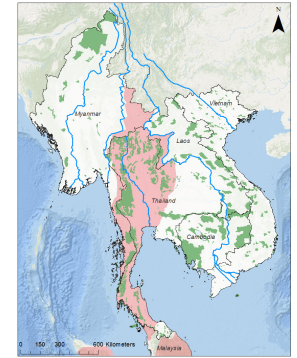 N
Vietnam
Myanmar
Laos
Thailand
Cambodia
Malaysia
0 150 300 600 Kilometers